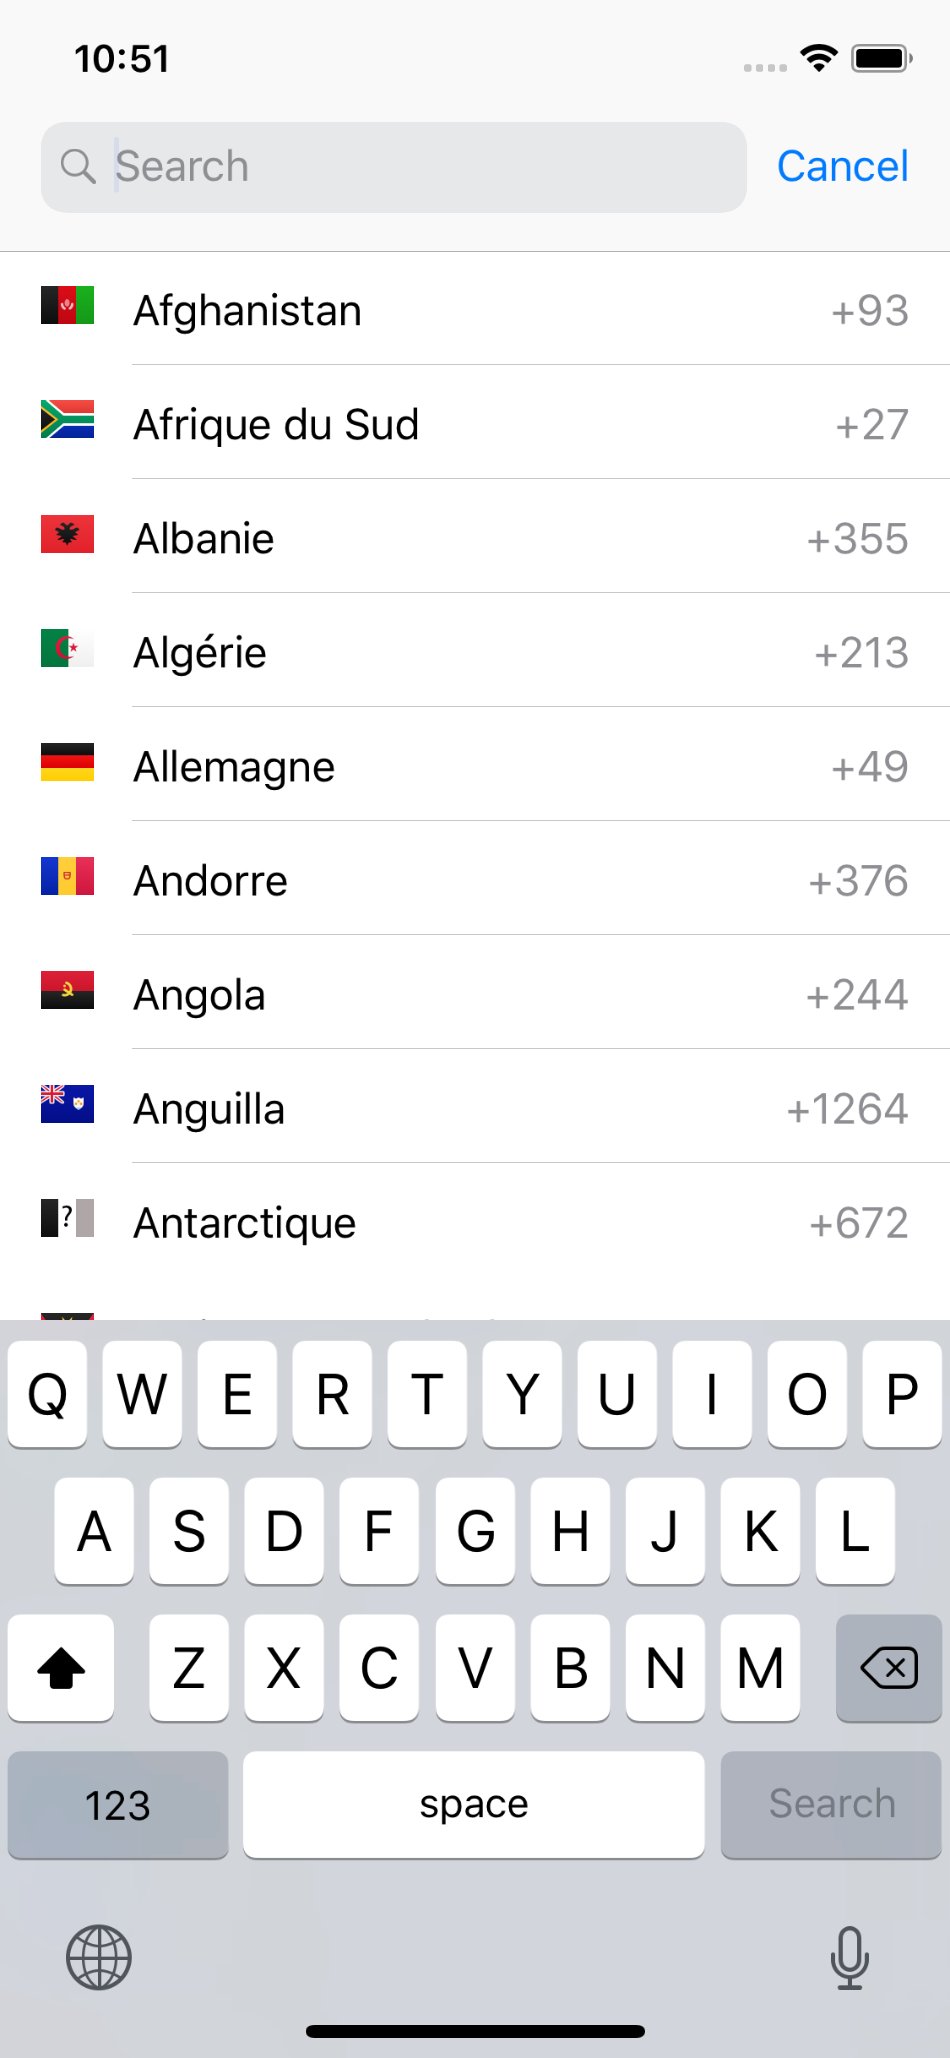 10:51
Search
Cancel
Afghanistan +93
Afrique du Sud +27
Albanie +355
Algérie +213
Allemagne +49
Andorre +376
Angola +244
Anguilla +1264
? Antarctique +672
Q W E R T Y U I O P
A S D F G H J K L
Z X C V B N M
123 space Search